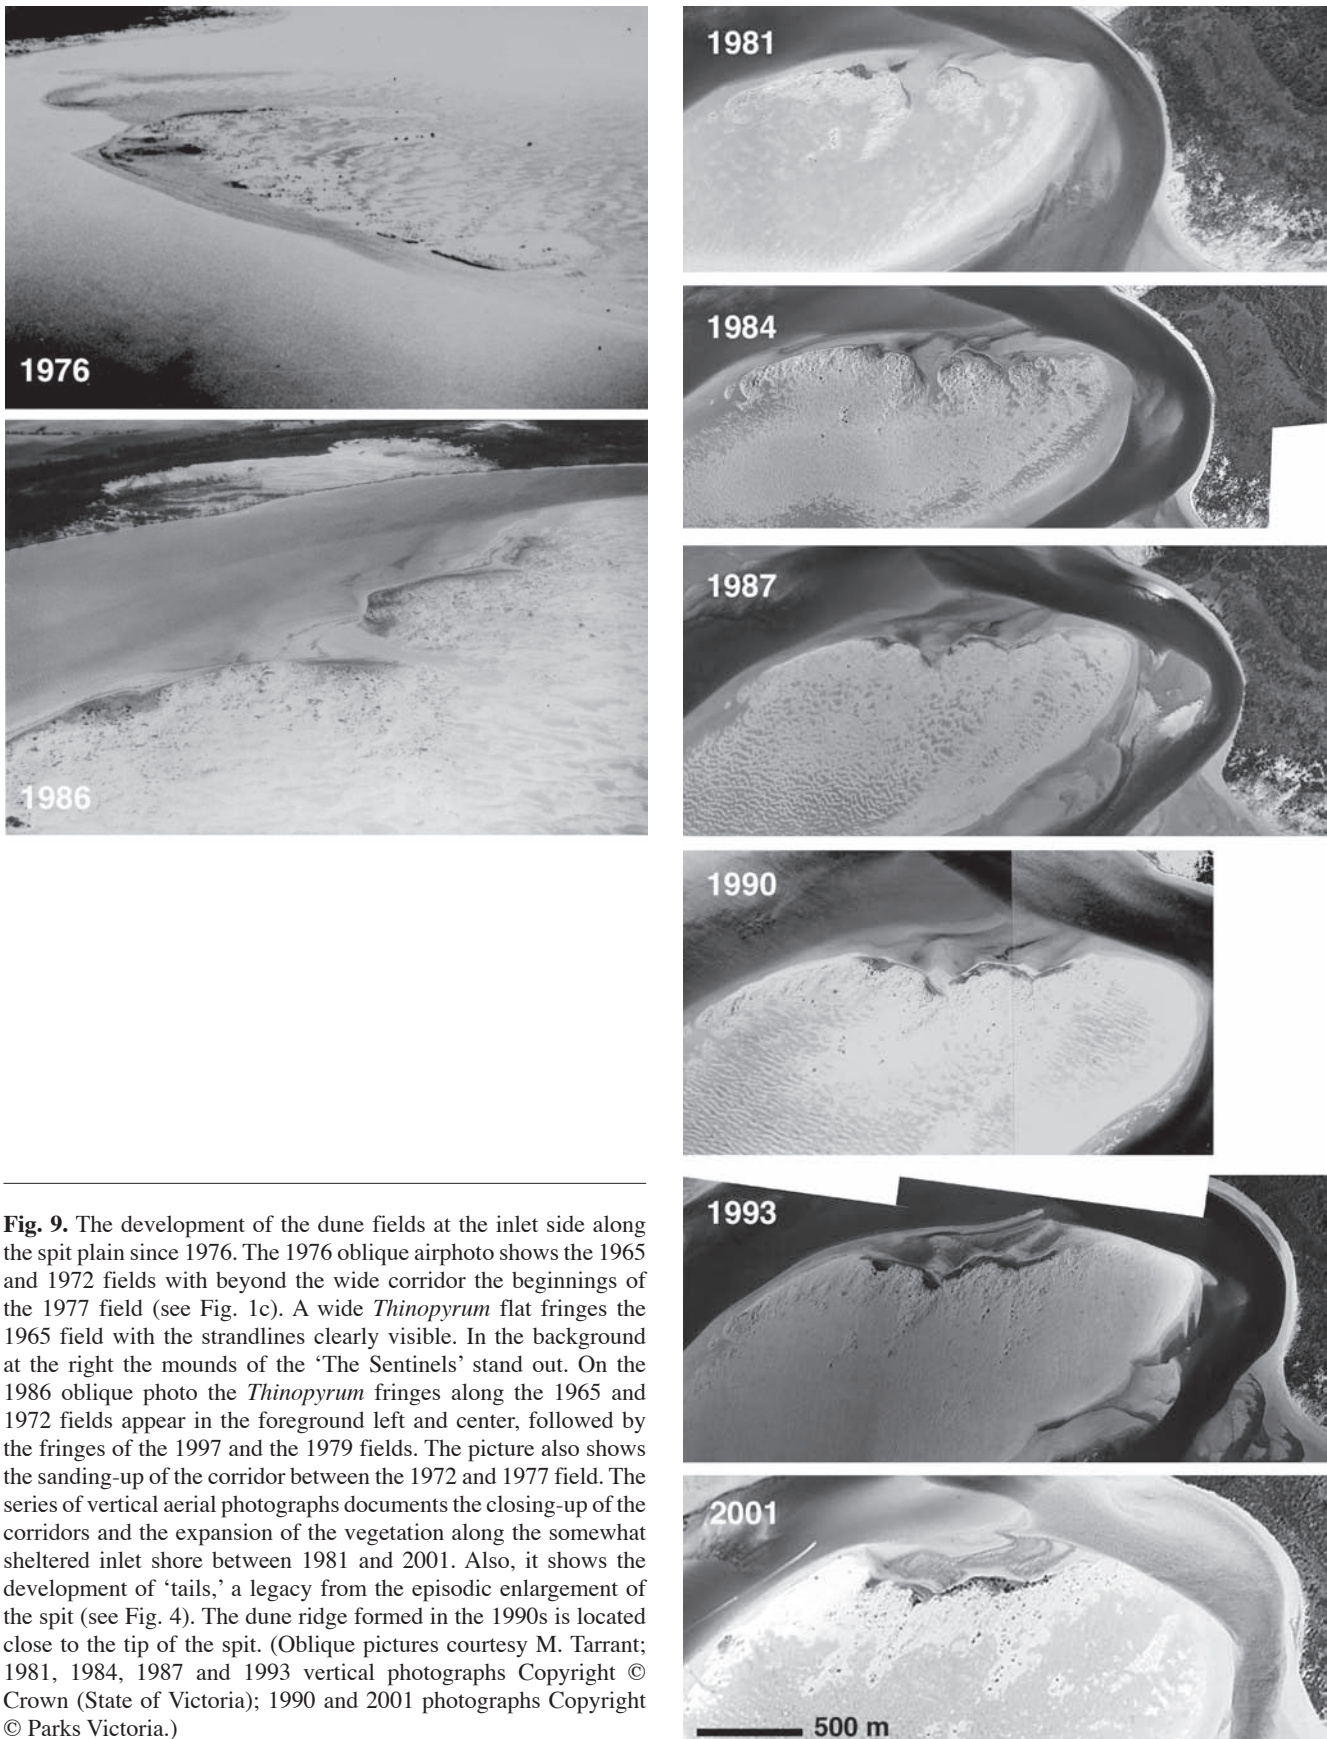 1976
1986
1981
1984
1987
1990
1993
2001
500 m
Fig. 9. The development of the dune fields at the inlet side along
the spit plain since 1976. The 1976 oblique airphoto shows the 1965
and 1972 fields with beyond the wide corridor the beginnings of
the 1977 field (see Fig. 1c). A wide Thinopyrum flat fringes the
1965 field with the strandlines clearly visible. In the background
at the right the mounds of the ‘The Sentinels’ stand out. On the
1986 oblique photo the Thinopyrum fringes along the 1965 and
1972 fields appear in the foreground left and center, followed by
the fringes of the 1997 and the 1979 fields. The picture also shows
the sanding-up of the corridor between the 1972 and 1977 field. The
series of vertical aerial photographs documents the closing-up of the
corridors and the expansion of the vegetation along the somewhat
sheltered inlet shore between 1981 and 2001. Also, it shows the
development of ‘tails,’ a legacy from the episodic enlargement of
the spit (see Fig. 4). The dune ridge formed in the 1990s is located
close to the tip of the spit. (Oblique pictures courtesy M. Tarrant;
1981, 1984, 1987 and 1993 vertical photographs Copyright ©
Crown (State of Victoria); 1990 and 2001 photographs Copyright
© Parks Victoria.)